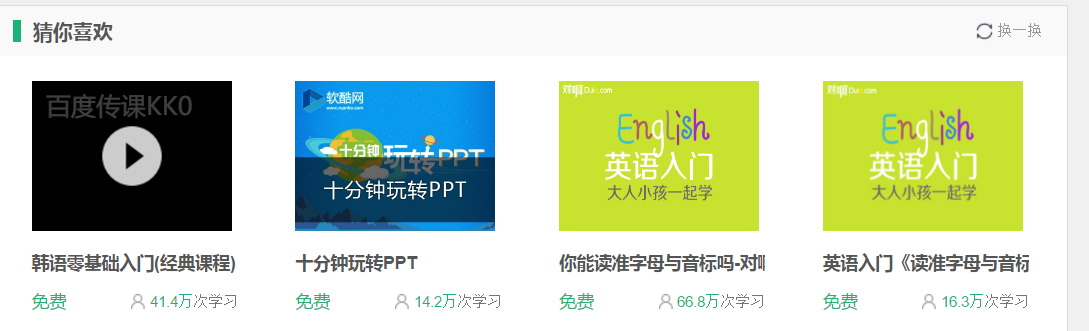 猜你喜欢
换一换
百度传课KK0
软酷网
www.ruanko.com
十分钟
玩转PPT
十分钟玩转PPT
对啊!
English
英语入门
大人小孩一起学
对啊!
English
英语入门
大人小孩一起学
韩语零基础入门(经典课程)
十分钟玩转PPT
你能读准字母与音标吗-对
英语入门《读准字母与音标
免费
41.4万次学习
免费
14.2万次学习
免费
66.8万次学习
免费
16.3万次学习